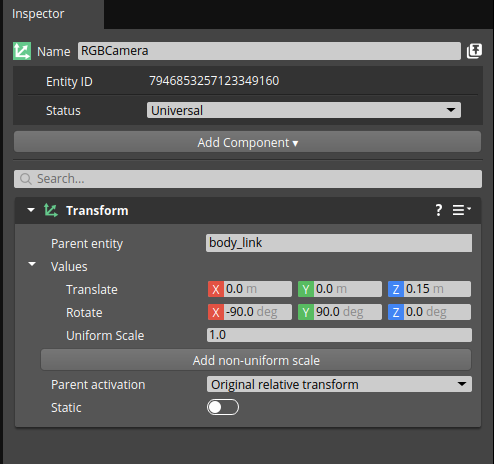 Inspector
Name RGBCamera
Entity ID 7946853257123349160
Status Universal
Add Component ▾
Search...
Transform ?
Parent entity body_link
Values
Translate X 0.0 m Y 0.0 m Z 0.15 m
Rotate X -90.0 deg Y 90.0 deg Z 0.0 deg
Uniform Scale 1.0
Add non-uniform scale
Parent activation Original relative transform
Static